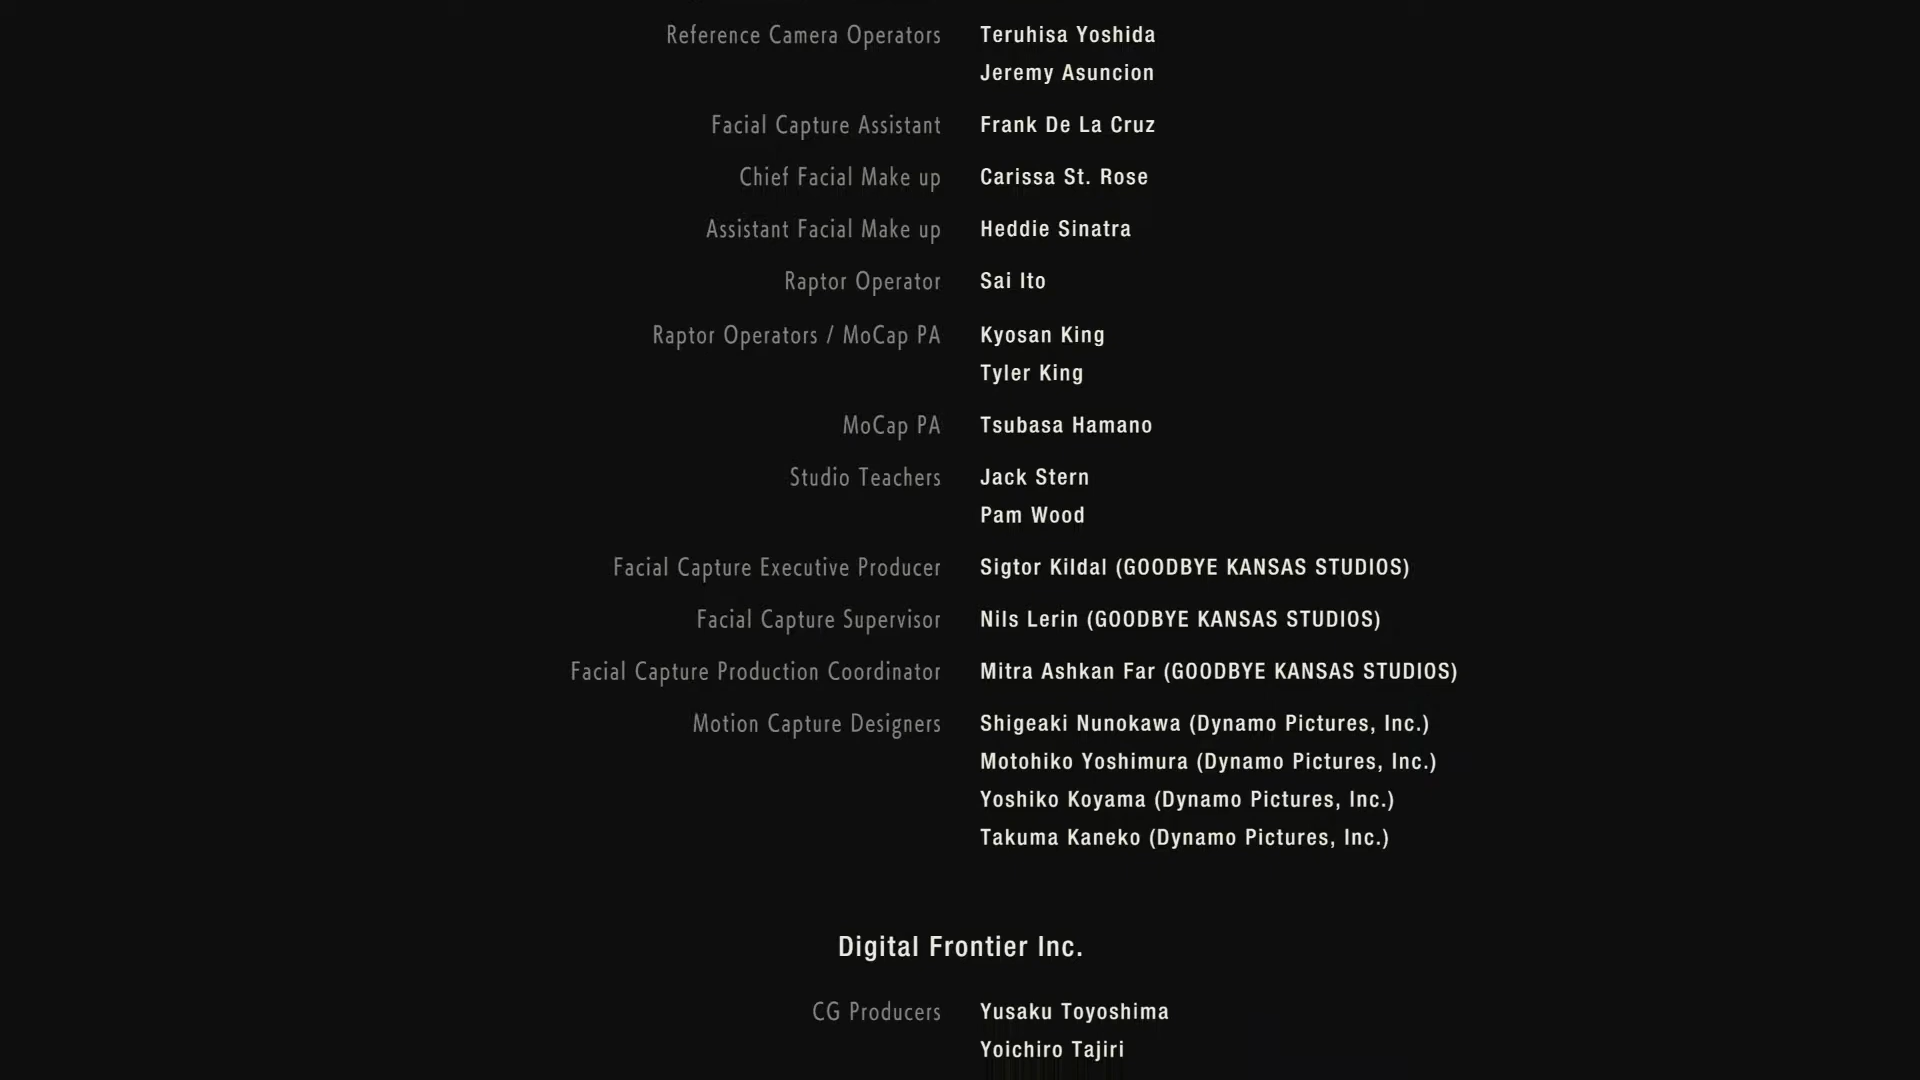 Reference Camera Operators Teruhisa Yoshida
Jeremy Asuncion
Facial Capture Assistant Frank De La Cruz
Chief Facial Make up Carissa St. Rose
Assistant Facial Make up Heddie Sinatra
Raptor Operator Sai Ito
Raptor Operators / MoCap PA Kyosan King
Tyler King
MoCap PA Tsubasa Hamano
Studio Teachers Jack Stern
Pam Wood
Facial Capture Executive Producer Sigtor Kildal (GOODBYE KANSAS STUDIOS)
Facial Capture Supervisor Nils Lerin (GOODBYE KANSAS STUDIOS)
Facial Capture Production Coordinator Mitra Ashkan Far (GOODBYE KANSAS STUDIOS)
Motion Capture Designers Shigeaki Nunokawa (Dynamo Pictures, Inc.)
Motohiko Yoshimura (Dynamo Pictures, Inc.)
Yoshiko Koyama (Dynamo Pictures, Inc.)
Takuma Kaneko (Dynamo Pictures, Inc.)
Digital Frontier Inc.
CG Producers Yusaku Toyoshima
Yoichiro Tajiri